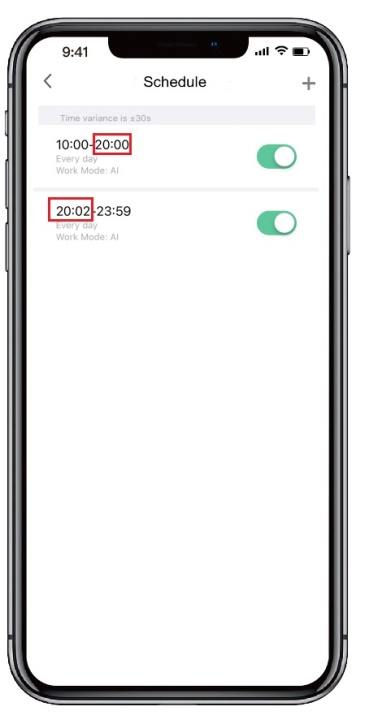 9:41
Schedule
Time variance is ±30s
10:00-20:00
Every day
Work Mode: AI
20:02-23:59
Every day
Work Mode: AI